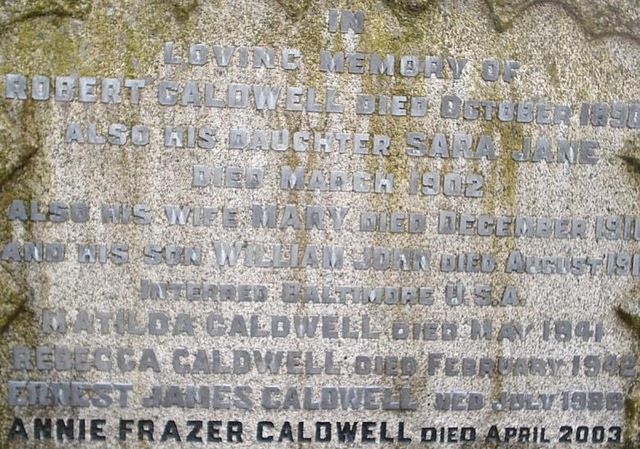 IN
LOVING MEMORY OF
ROBERT CALDWELL DIED OCTOBER
ALSO HIS DAUGHTER SARA JANE
DIED MARCH 1902
ALSO HIS WIFE MARY DIED DECEMBER
AND HIS SON WILLIAM JOHN DIED AUGUST
INTERRED BALTIMORE U.S.A.
MATILDA CALDWELL DIED MAY 1941
REBECCA CALDWELL DIED FEBRUARY 1942
ERNEST JAMES CALDWELL IED JULY
ANNIE FRAZER CALDWELL DIED APRIL 2003